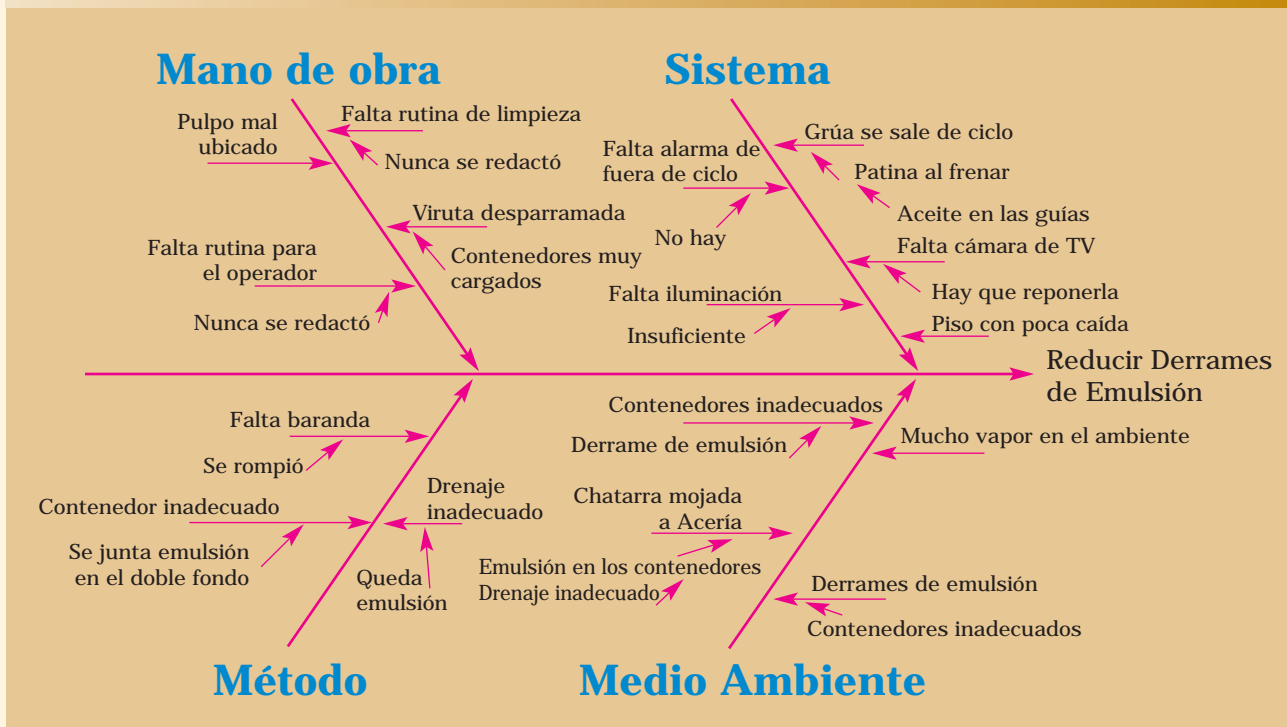 Mano de obra
Sistema
Pulpo mal
ubicado
Falta rutina de limpieza
Nunca se redactó
Viruta desparramada
Contenedores muy
cargados
Falta rutina para
el operador
Nunca se redactó
Falta alarma de
fuera de ciclo
No hay
Grúa se sale de ciclo
Patina al frenar
Aceite en las guías
Falta cámara de TV
Hay que reponerla
Falta iluminación
Insuficiente
Piso con poca caída
Reducir Derrames
de Emulsión
Falta baranda
Se rompió
Contenedor inadecuado
Se junta emulsión
en el doble fondo
Drenaje
inadecuado
Queda
emulsión
Contenedores inadecuados
Derrame de emulsión
Mucho vapor en el ambiente
Chatarra mojada
a Acería
Emulsión en los contenedores
Drenaje inadecuado
Derrames de emulsión
Contenedores inadecuados
Método
Medio Ambiente